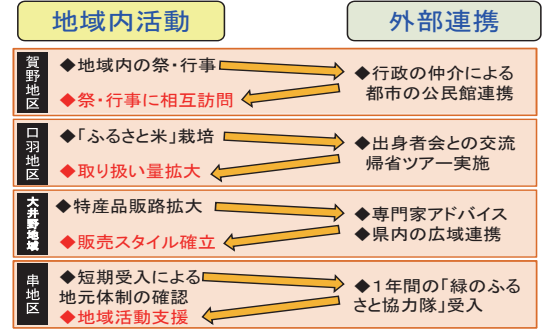 地域内活動
外部連携
賀野地区
◆地域内の祭・行事
◆祭・行事に相互訪問
◆行政の仲介による
都市の公民館連携
口羽地区
◆「ふるさと米」栽培
◆取り扱い量拡大
◆出身者会との交流
帰省ツアー実施
大井野地域
◆特産品販路拡大
◆販売スタイル確立
◆専門家アドバイス
◆県内の広域連携
串地区
◆短期受入による
地元体制の確認
◆地域活動支援
◆1年間の「緑のふる
さと協力隊」受入